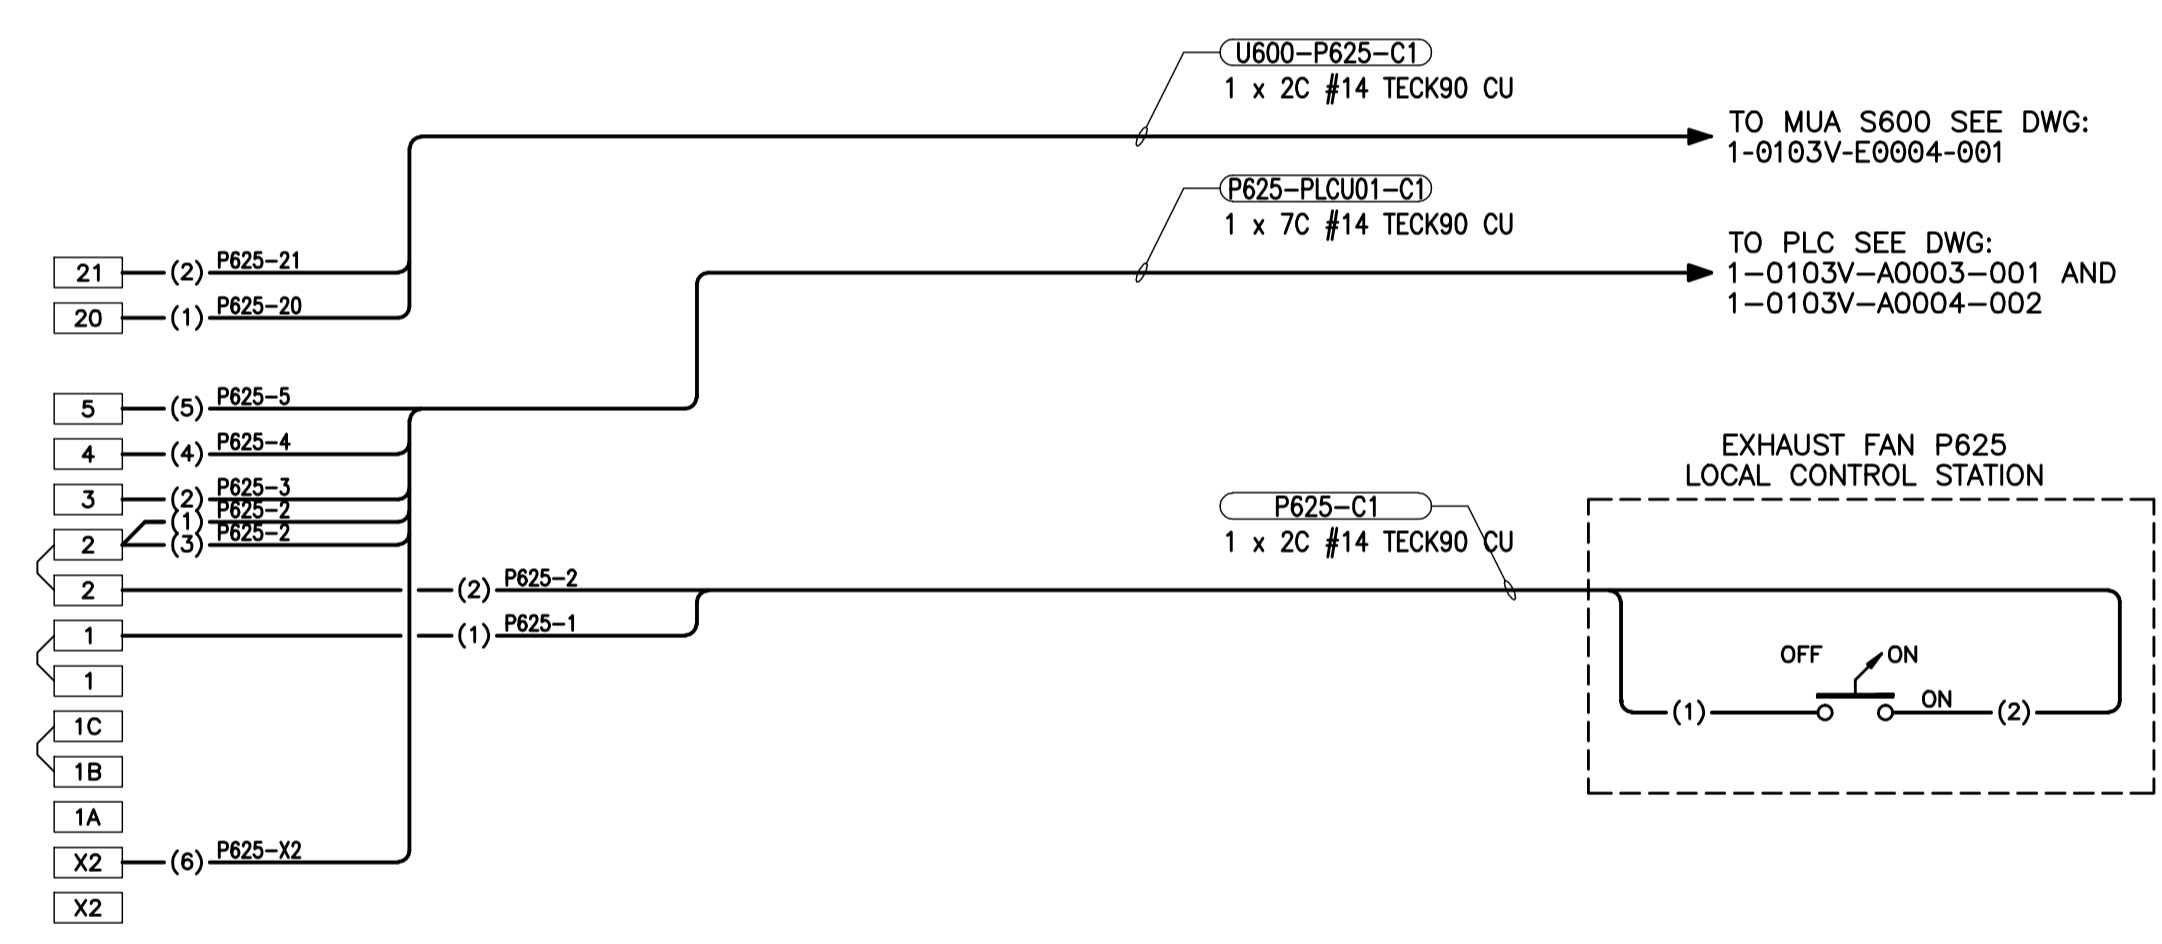 U600-P625-C1
1 x 2C #14 TECK90 CU
TO MUA S600 SEE DWG:
1-0103V-E0004-001
P625-PLCU01-C1
1 x 7C #14 TECK90 CU
TO PLC SEE DWG:
1-0103V-A0003-001 AND
1-0103V-A0004-002
21 (2) P625-21
20 (1) P625-20
5 (5) P625-5
4 (4) P625-4
3 (2) P625-3
(1) P625-2
2 (3) P625-2
2 (2) P625-2
1 (1) P625-1
1
1C
1B
1A
X2 (6) P625-X2
X2
P625-C1
1 x 2C #14 TECK90 CU
EXHAUST FAN P625
LOCAL CONTROL STATION
OFF ON
(1) ON (2)